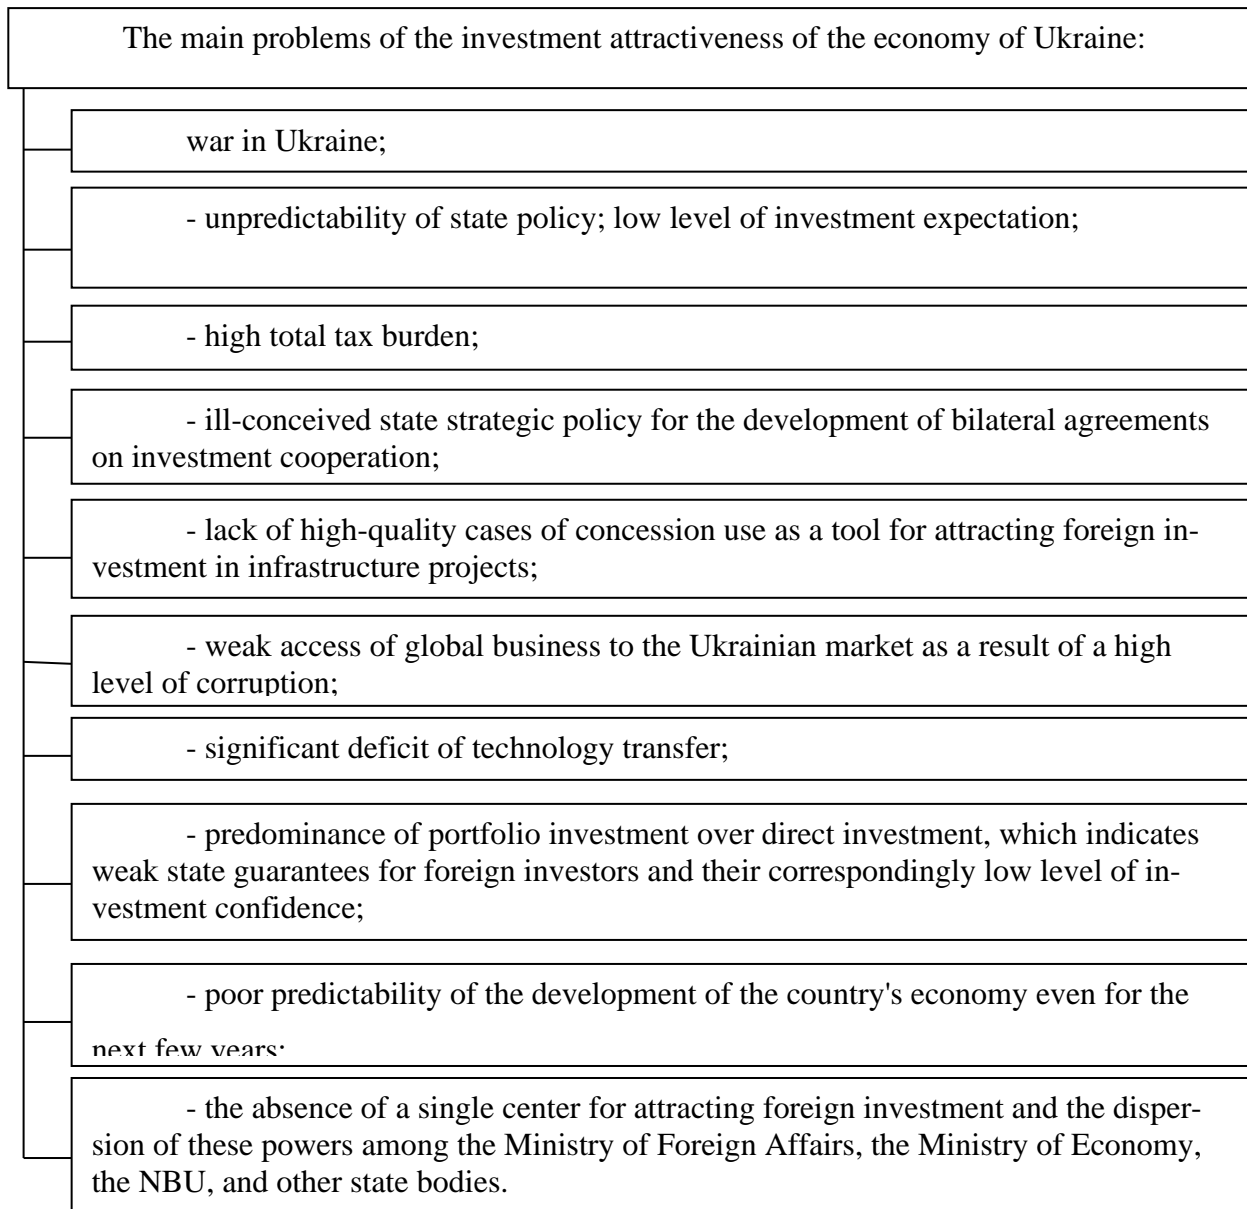 The main problems of the investment attractiveness of the economy of Ukraine:
war in Ukraine;
- unpredictability of state policy; low level of investment expectation;
- high total tax burden;
- ill-conceived state strategic policy for the development of bilateral agreements
on investment cooperation;
- lack of high-quality cases of concession use as a tool for attracting foreign in-
vestment in infrastructure projects;
- weak access of global business to the Ukrainian market as a result of a high
level of corruption;
- significant deficit of technology transfer;
- predominance of portfolio investment over direct investment, which indicates
weak state guarantees for foreign investors and their correspondingly low level of in-
vestment confidence;
- poor predictability of the development of the country's economy even for the
next few years;
- the absence of a single center for attracting foreign investment and the disper-
sion of these powers among the Ministry of Foreign Affairs, the Ministry of Economy,
the NBU, and other state bodies.